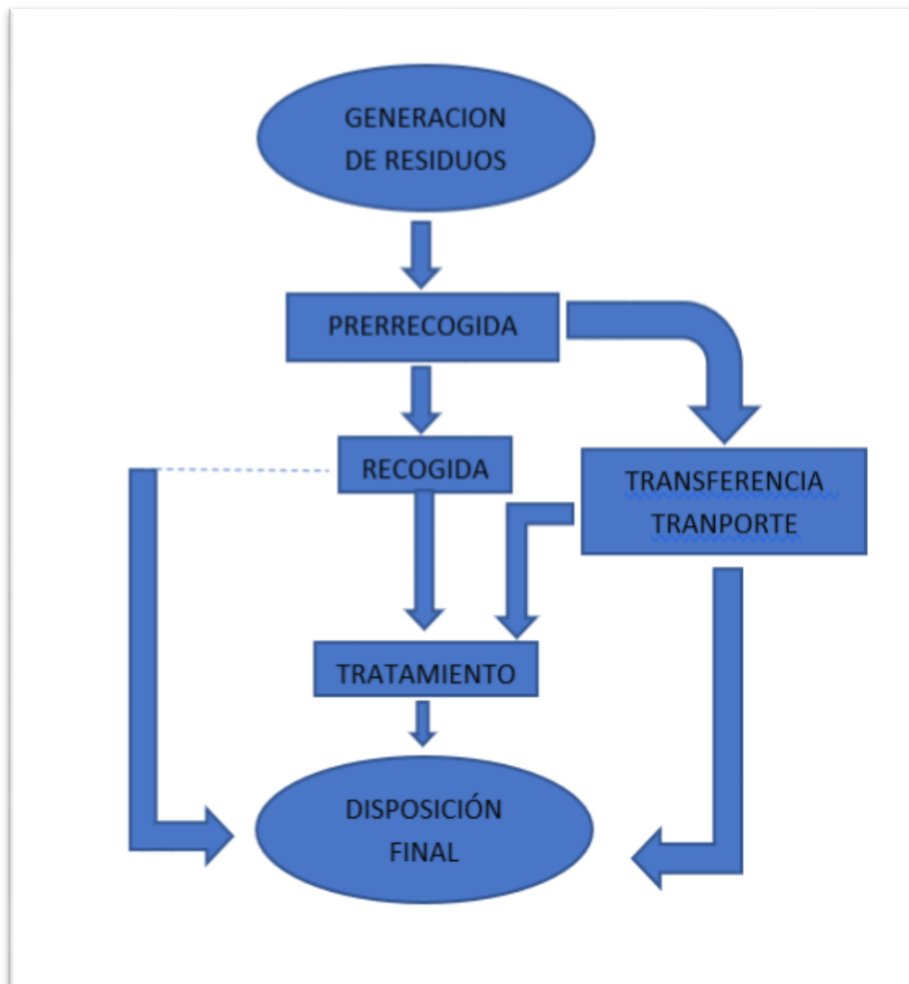 GENERACION
DE RESIDUOS
PRERRECOGIDA
RECOGIDA
TRANSFERENCIA
TRANPORTE
TRATAMIENTO
DISPOSICIÓN
FINAL